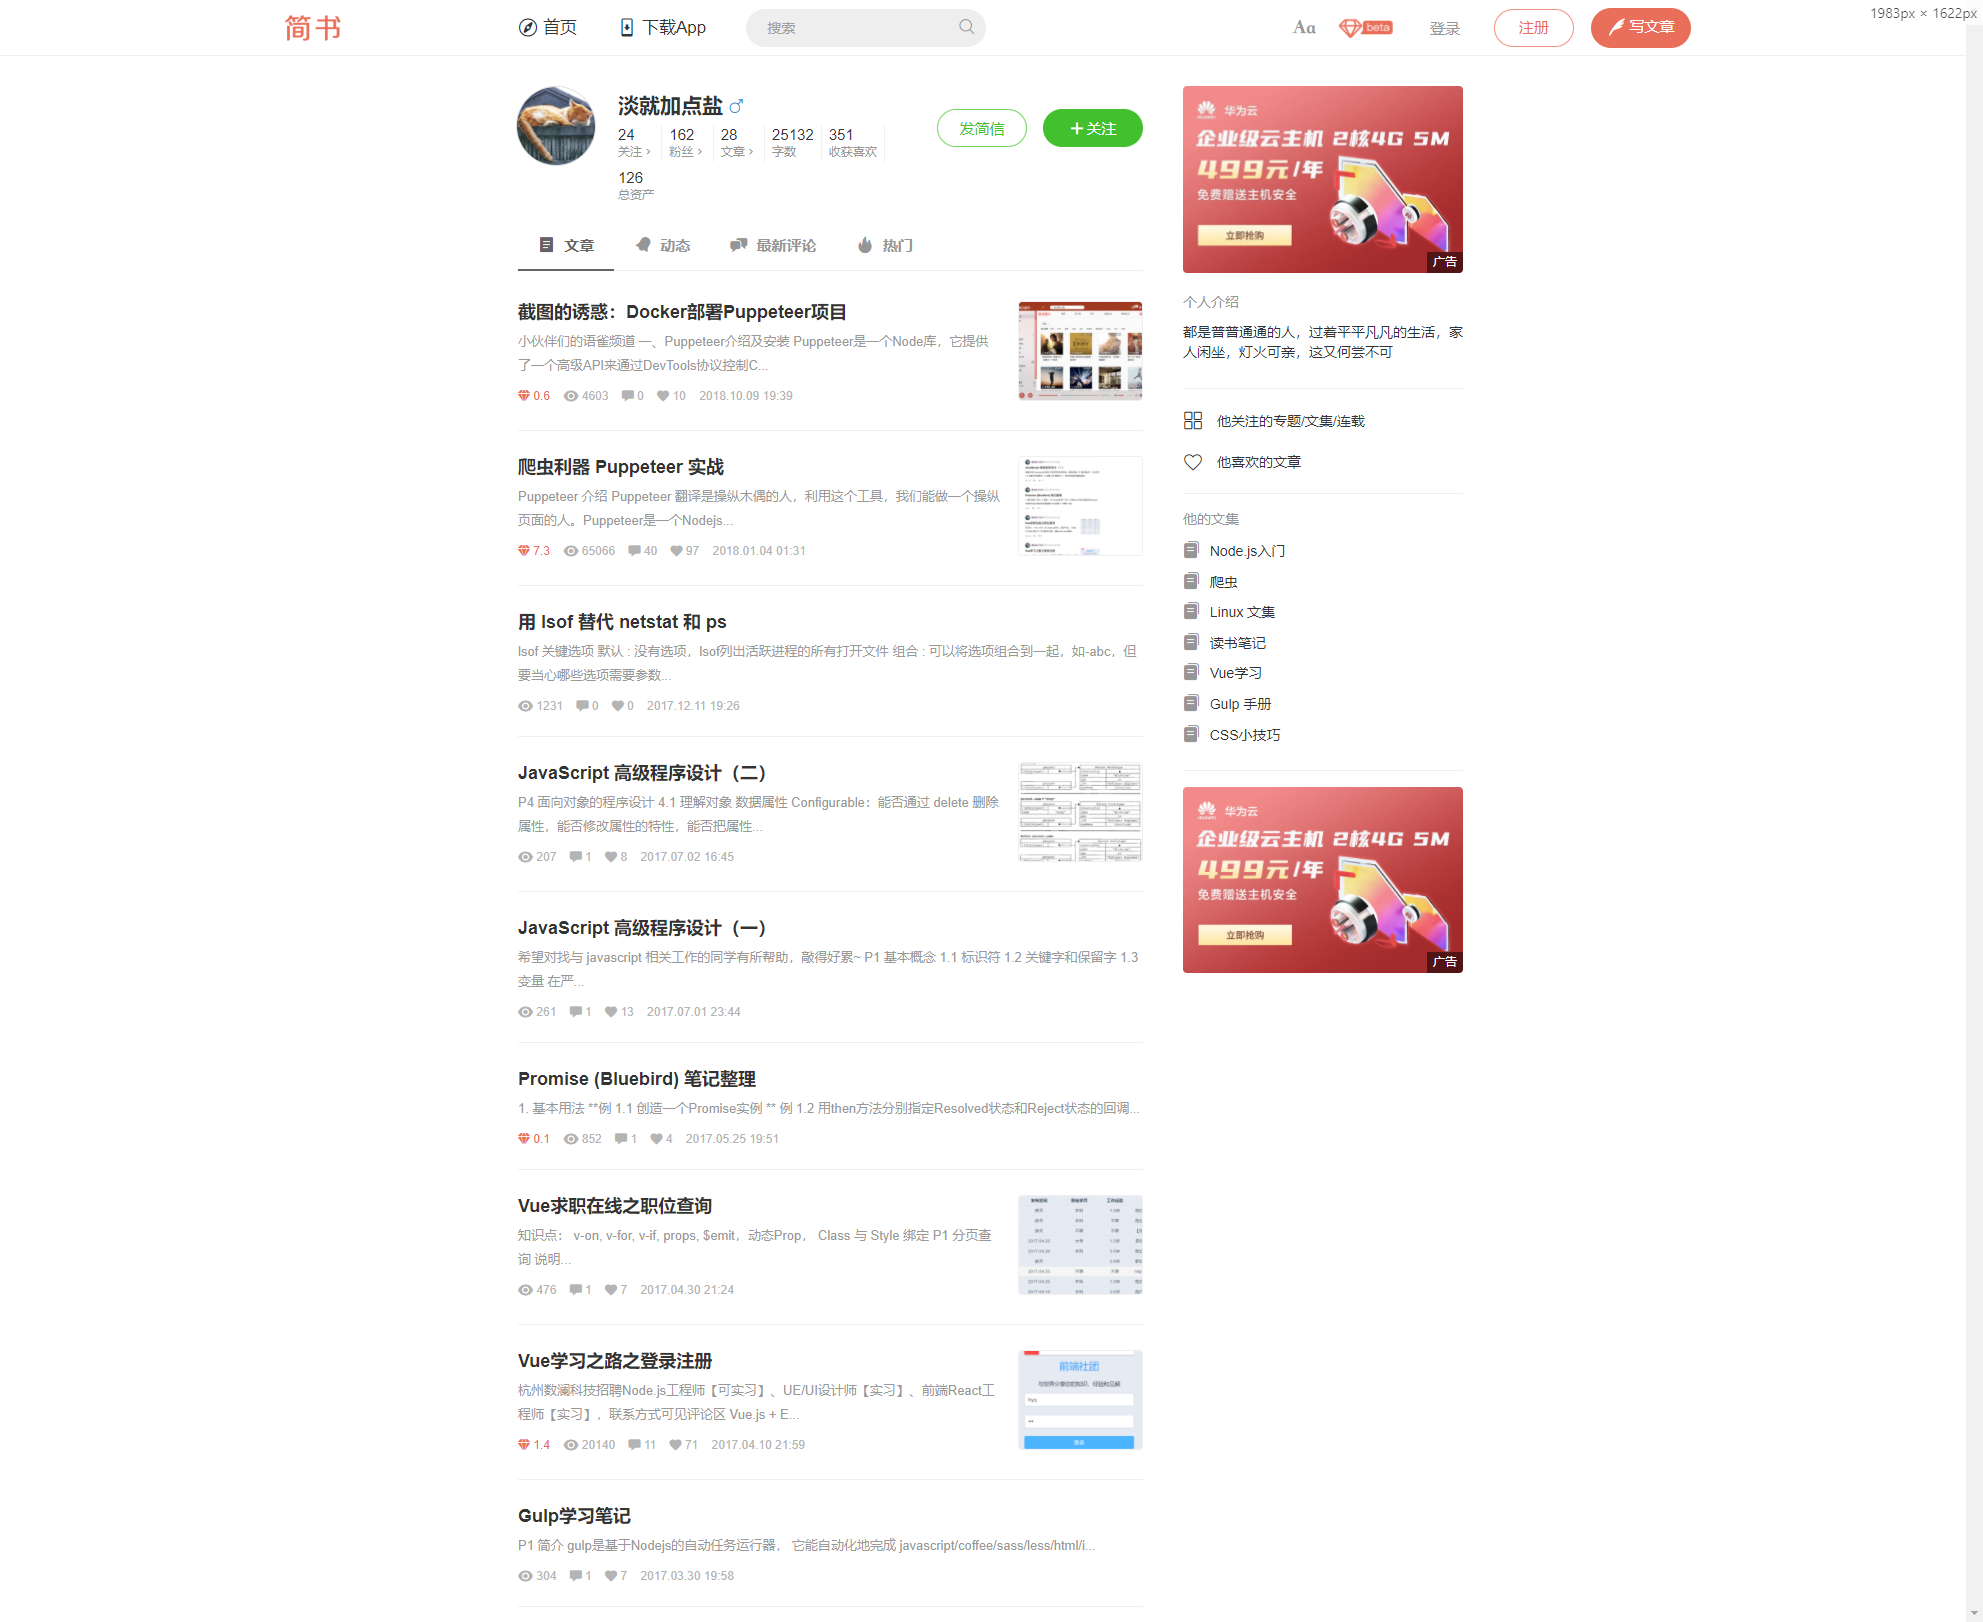 简书
首页
下载App
搜索
Aa
beta
登录
注册
写文章
1983px × 1622px
淡就加点盐
24 162 28 25132 351
关注 › 粉丝 › 文章 › 字数 收获喜欢
126
总资产
发简信
+关注
文章 动态 最新评论 热门
截图的诱惑：Docker部署Puppeteer项目
小伙伴们的语雀频道 一、Puppeteer介绍及安装 Puppeteer是一个Node库，它提供
了一个高级API来通过DevTools协议控制C...
0.6 4603 0 10 2018.10.09 19:39
爬虫利器 Puppeteer 实战
Puppeteer 介绍 Puppeteer 翻译是操纵木偶的人，利用这个工具，我们能做一个操纵
页面的人。Puppeteer是一个Nodejs...
7.3 65066 40 97 2018.01.04 01:31
用 lsof 替代 netstat 和 ps
lsof 关键选项 默认 : 没有选项，lsof列出活跃进程的所有打开文件 组合 : 可以将选项组合到一起，如-abc，但
要当心哪些选项需要参数...
1231 0 0 2017.12.11 19:26
JavaScript 高级程序设计（二）
P4 面向对象的程序设计 4.1 理解对象 数据属性 Configurable：能否通过 delete 删除
属性，能否修改属性的特性，能否把属性...
207 1 8 2017.07.02 16:45
JavaScript 高级程序设计（一）
希望对找与 javascript 相关工作的同学有所帮助，敲得好累~ P1 基本概念 1.1 标识符 1.2 关键字和保留字 1.3
变量 在严...
261 1 13 2017.07.01 23:44
Promise (Bluebird) 笔记整理
1. 基本用法 **例 1.1 创造一个Promise实例 ** 例 1.2 用then方法分别指定Resolved状态和Reject状态的回调...
0.1 852 1 4 2017.05.25 19:51
Vue求职在线之职位查询
知识点： v-on, v-for, v-if, props, $emit，动态Prop， Class 与 Style 绑定 P1 分页查
询 说明...
476 1 7 2017.04.30 21:24
Vue学习之路之登录注册
杭州数澜科技招聘Node.js工程师【可实习】、UE/UI设计师【实习】、前端React工
程师【实习】，联系方式可见评论区 Vue.js + E...
1.4 20140 11 71 2017.04.10 21:59
前端社团
Gulp学习笔记
P1 简介 gulp是基于Nodejs的自动任务运行器， 它能自动化地完成 javascript/coffee/sass/less/html/i...
304 1 7 2017.03.30 19:58
华为云
企业级云主机 2核4G 5M
499元/年
免费赠送主机安全
立即抢购
广告
个人介绍
都是普普通通的人，过着平平凡凡的生活，家
人闲坐，灯火可亲，这又何尝不可
他关注的专题/文集/连载
他喜欢的文章
他的文集
Node.js入门
爬虫
Linux 文集
读书笔记
Vue学习
Gulp 手册
CSS小技巧
华为云
企业级云主机 2核4G 5M
499元/年
免费赠送主机安全
立即抢购
广告